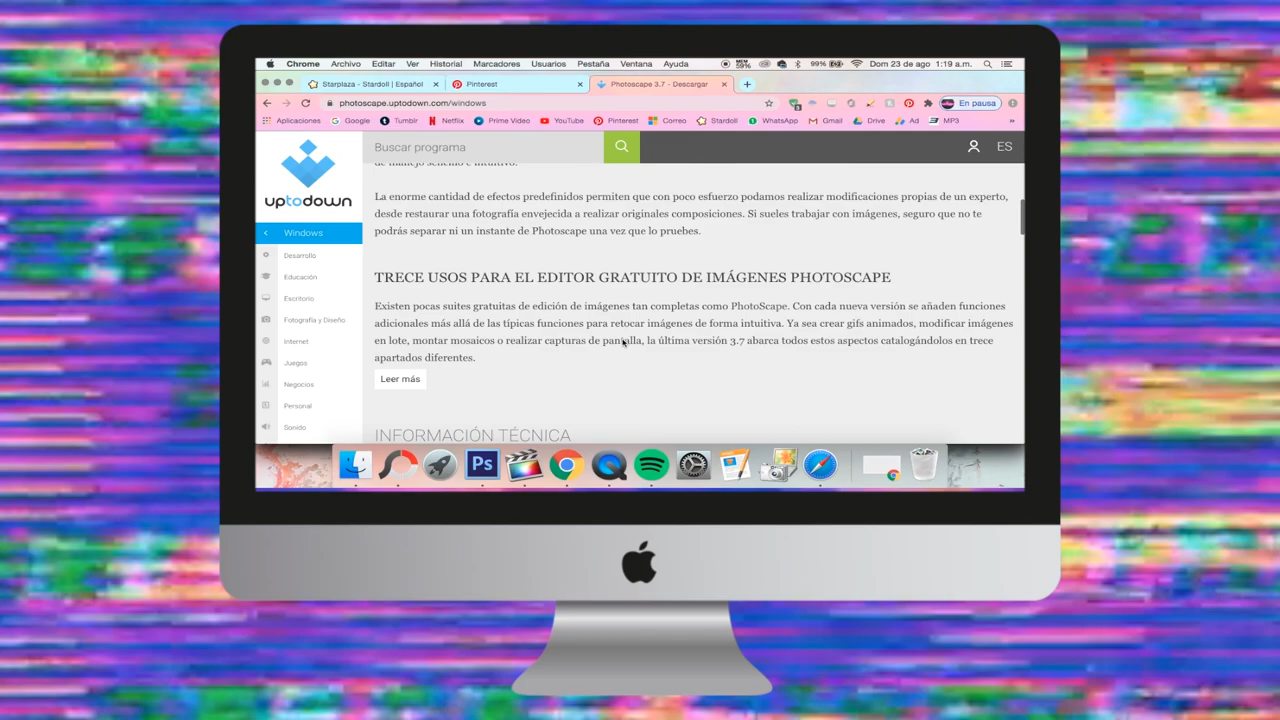 Chrome Archivo Editar Ver Historial Marcadores Usuarios Pestaña Ventana Ayuda 99% Dom 23 de ago 1:19 a.m.
Starplaza - Stardoll | Español Pinterest Photoscape 3.7 - Descargar
photoscape.uptodown.com/windows En pausa
Aplicaciones Google Tumblr Netflix Prime Video YouTube Pinterest Correo Stardoll WhatsApp Gmail Drive Ad MP3 »
Buscar programa ES
uptodown
de manejo sencillo e intuitivo.
La enorme cantidad de efectos predefinidos permiten que con poco esfuerzo podamos realizar modificaciones propias de un experto,
desde restaurar una fotografía envejecida a realizar originales composiciones. Si sueles trabajar con imágenes, seguro que no te
podrás separar ni un instante de Photoscape una vez que lo pruebes.
Windows
Desarrollo
Educación
Escritorio
Fotografía y Diseño
Internet
Juegos
Negocios
Personal
Sonido
TRECE USOS PARA EL EDITOR GRATUITO DE IMÁGENES PHOTOSCAPE
Existen pocas suites gratuitas de edición de imágenes tan completas como PhotoScape. Con cada nueva versión se añaden funciones
adicionales más allá de las típicas funciones para retocar imágenes de forma intuitiva. Ya sea crear gifs animados, modificar imágenes
en lote, montar mosaicos o realizar capturas de pantalla, la última versión 3.7 abarca todos estos aspectos catalogándolos en trece
apartados diferentes.
Leer más
INFORMACIÓN TÉCNICA
Ps